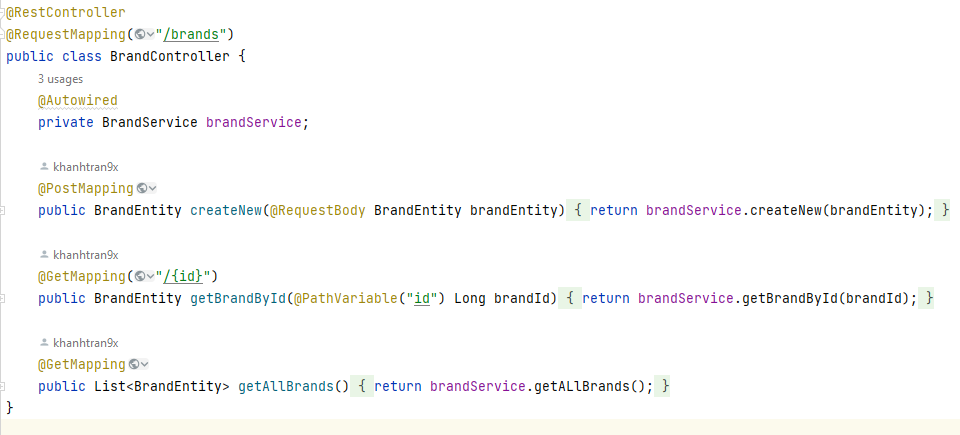 @RestController
@RequestMapping("/brands")
public class BrandController {
3 usages
@Autowired
private BrandService brandService;
khanhtran9x
@PostMapping
public BrandEntity createNew(@RequestBody BrandEntity brandEntity) { return brandService.createNew(brandEntity); }
khanhtran9x
@GetMapping("/{id}")
public BrandEntity getBrandById(@PathVariable("id") Long brandId) { return brandService.getBrandById(brandId); }
khanhtran9x
@GetMapping
public List<BrandEntity> getAllBrands() { return brandService.getALlBrands(); }
}